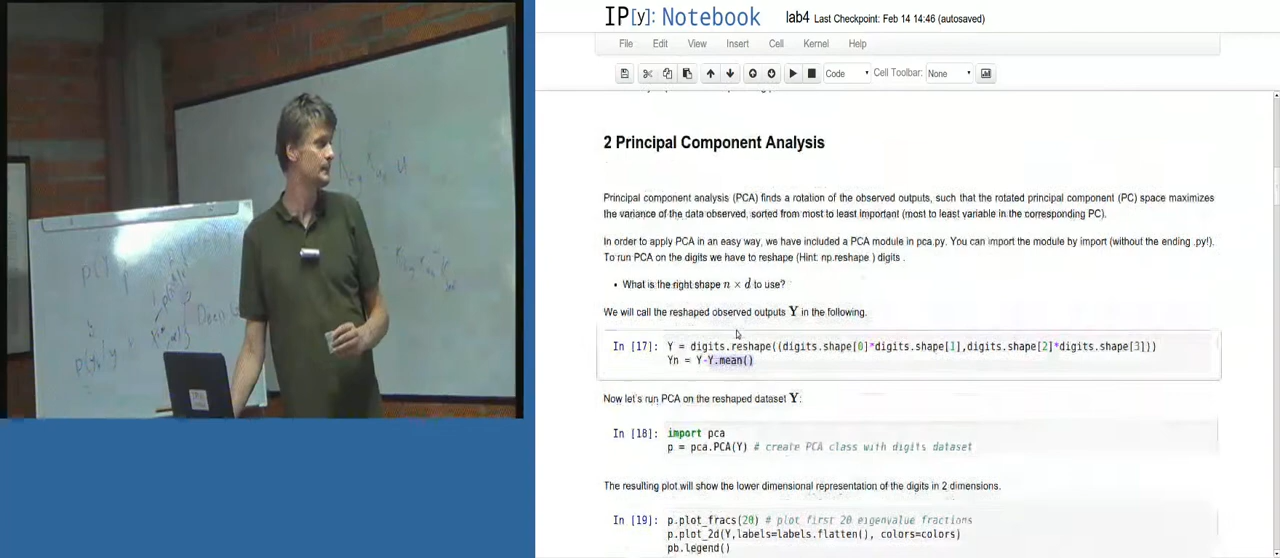 IP[y]: Notebook
lab4 Last Checkpoint: Feb 14 14:46 (autosaved)
File Edit View Insert Cell Kernel Help
Code Cell Toolbar: None
2 Principal Component Analysis
Principal component analysis (PCA) finds a rotation of the observed outputs, such that the rotated principal component (PC) space maximizes
the variance of the data observed, sorted from most to least important (most to least variable in the corresponding PC).
In order to apply PCA in an easy way, we have included a PCA module in pca.py. You can import the module by import (without the ending .py!).
To run PCA on the digits we have to reshape (Hint: np.reshape ) digits .
• What is the right shape n × d to use?
We will call the reshaped observed outputs Y in the following.
In [17]: Y = digits.reshape((digits.shape[0]*digits.shape[1],digits.shape[2]*digits.shape[3]))
Yn = Y-Y.mean()
Now let's run PCA on the reshaped dataset Y:
In [18]: import pca
p = pca.PCA(Y) # create PCA class with digits dataset
The resulting plot will show the lower dimensional representation of the digits in 2 dimensions.
In [19]: p.plot_fracs(20) # plot first 20 eigenvalue fractions
p.plot_2d(Y,labels=labels.flatten(), colors=colors)
pb.legend()